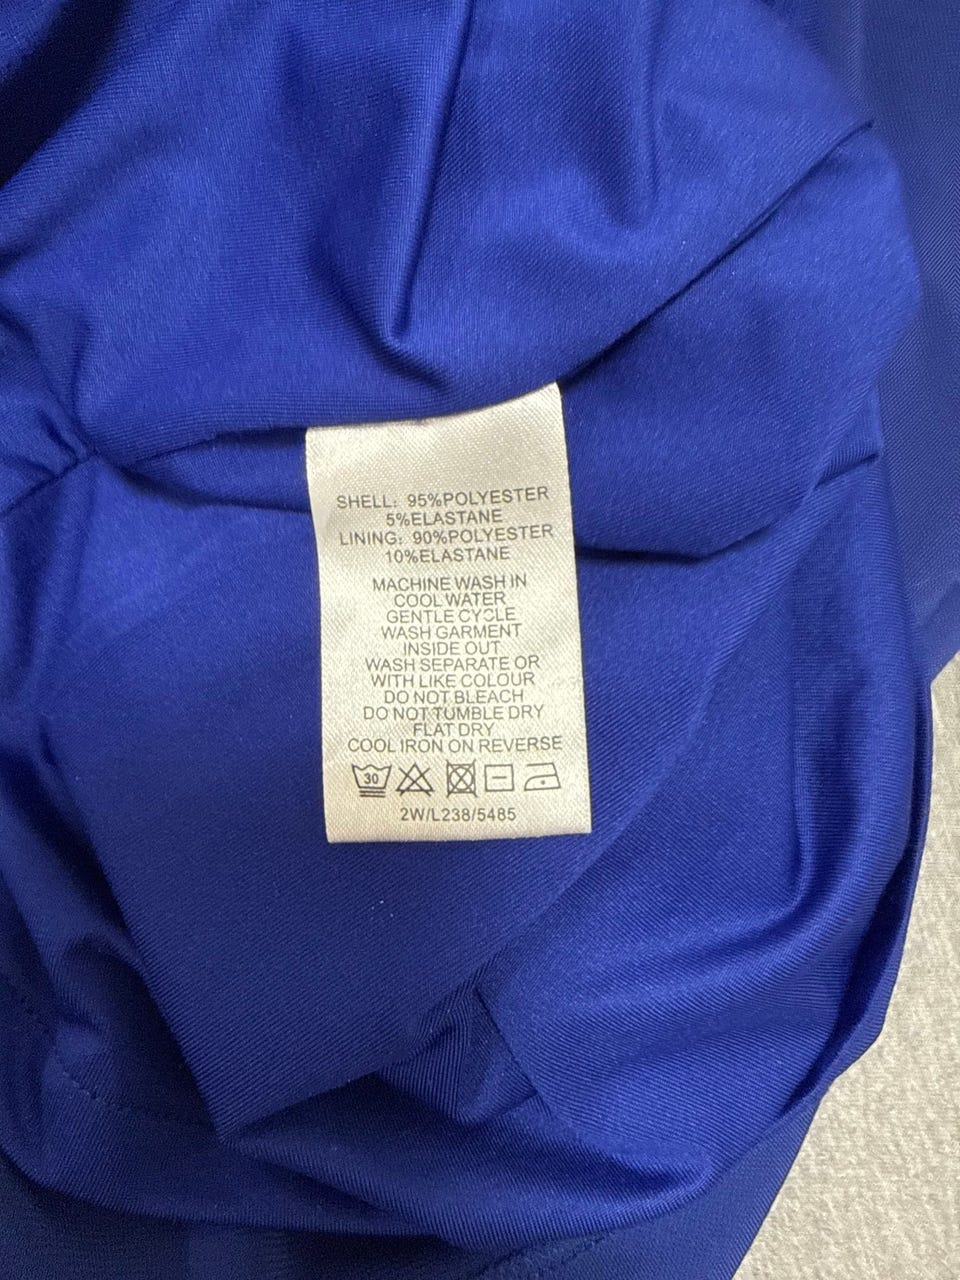 SHELL: 95%POLYESTER
5%ELASTANE
LINING: 90%POLYESTER
10%ELASTANE
MACHINE WASH IN
COOL WATER
GENTLE CYCLE
WASH GARMENT
INSIDE OUT
WASH SEPARATE OR
WITH LIKE COLOUR
DO NOT BLEACH
DO NOT TUMBLE DRY
FLAT DRY
COOL IRON ON REVERSE
30
2W/L238/5485